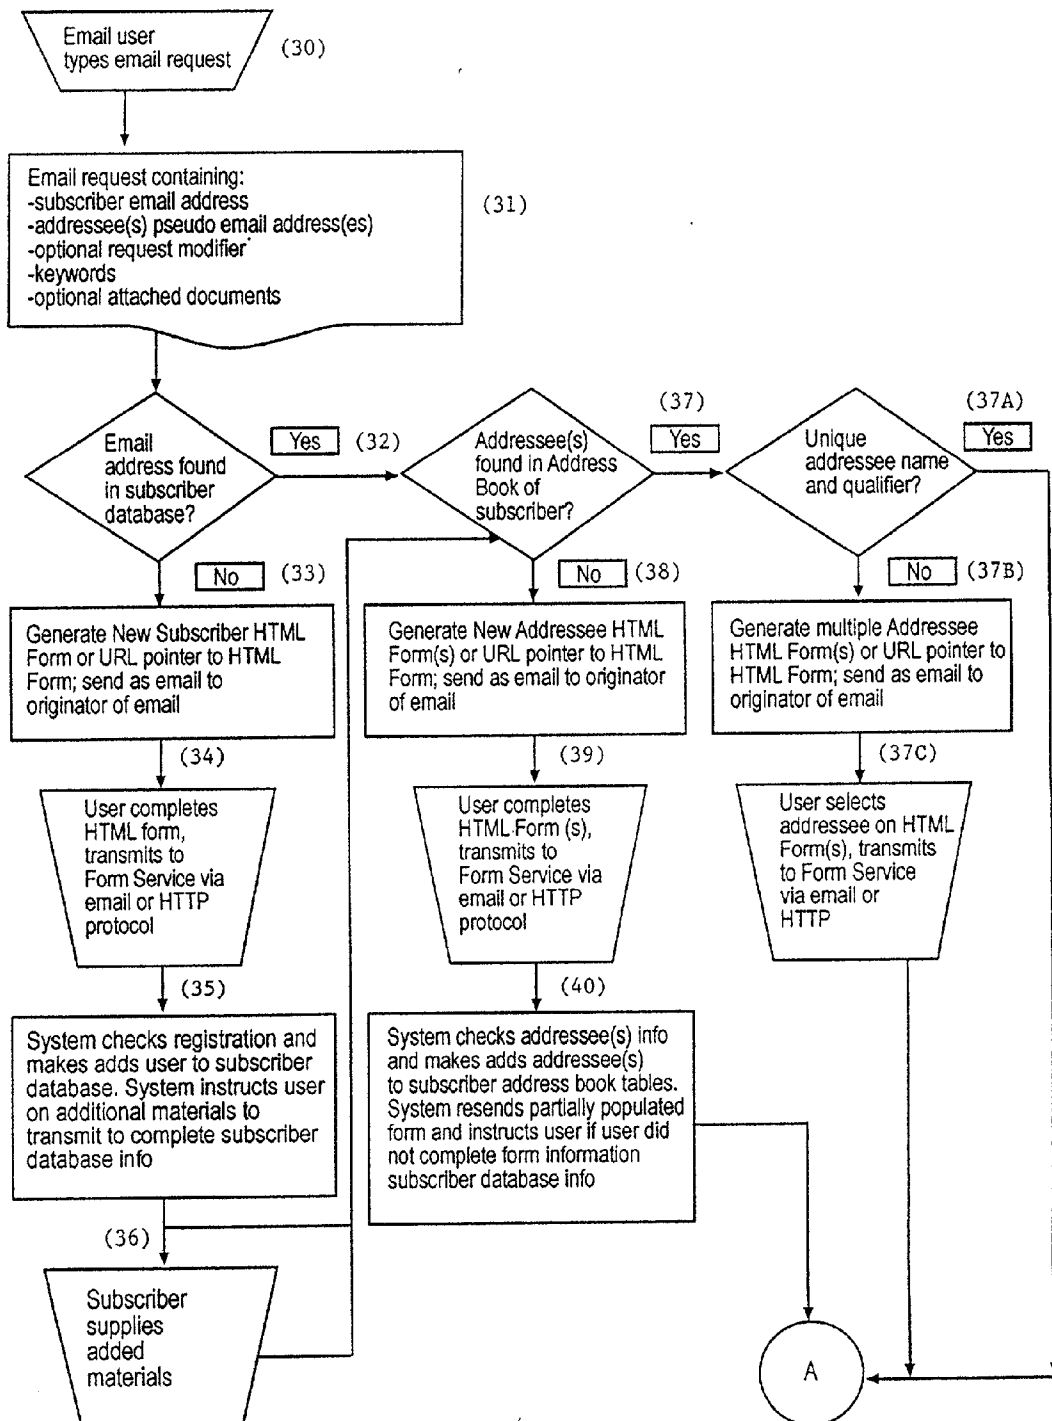 Email user
types email request
(30)
Email request containing:
-subscriber email address
-addressee(s) pseudo email address(es)
-optional request modifier
-keywords
-optional attached documents
(31)
Email
address found
in subscriber
database?
Yes
(32)
Addressee(s)
found in Address
Book of
subscriber?
(37)
Yes
Unique
addressee name
and qualifier?
(37A)
Yes
No
(33)
No
(38)
No
(37B)
Generate New Subscriber HTML
Form or URL pointer to HTML
Form; send as email to
originator of email
Generate New Addressee HTML
Form(s) or URL pointer to HTML
Form; send as email to originator
of email
Generate multiple Addressee
HTML Form(s) or URL pointer to
HTML Form; send as email to
originator of email
(34)
(39)
(37C)
User completes
HTML form,
transmits to
Form Service via
email or HTTP
protocol
User completes
HTML Form (s),
transmits to
Form Service via
email or HTTP
protocol
User selects
addressee on HTML
Form(s), transmits
to Form Service
via email or
HTTP
(35)
(40)
System checks registration and
makes adds user to subscriber
database. System instructs user
on additional materials to
transmit to complete subscriber
database info
System checks addressee(s) info
and makes adds addressee(s)
to subscriber address book tables.
System resends partially populated
form and instructs user if user did
not complete form information
subscriber database info
(36)
Subscriber
supplies
added
materials
A